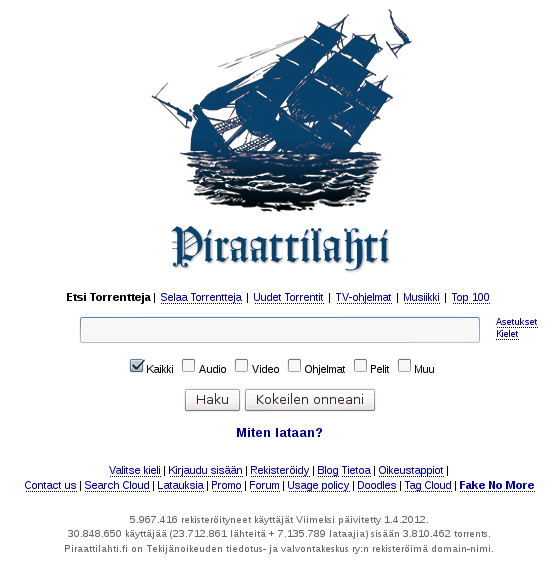 Piraattilahti
Etsi Torrentteja | Selaa Torrentteja | Uudet Torrentit | TV-ohjelmat | Musiikki | Top 100
Asetukset
Kielet
Kaikki Audio Video Ohjelmat Pelit Muu
Haku Kokeilen onneani
Miten lataan?
Valitse kieli | Kirjaudu sisään | Rekisteröidy | Blog Tietoa | Oikeustappiot |
Contact us | Search Cloud | Latauksia | Promo | Forum | Usage policy | Doodles | Tag Cloud | Fake No More
5.967.416 rekisteröityneet käyttäjät Viimeksi päivitetty 1.4.2012.
30.848.650 käyttäjää (23.712.861 lähteitä + 7.135.789 lataajia) sisään 3.810.462 torrents.
Piraattilahti.fi on Tekijänoikeuden tiedotus- ja valvontakeskus ry:n rekisteröimä domain-nimi.